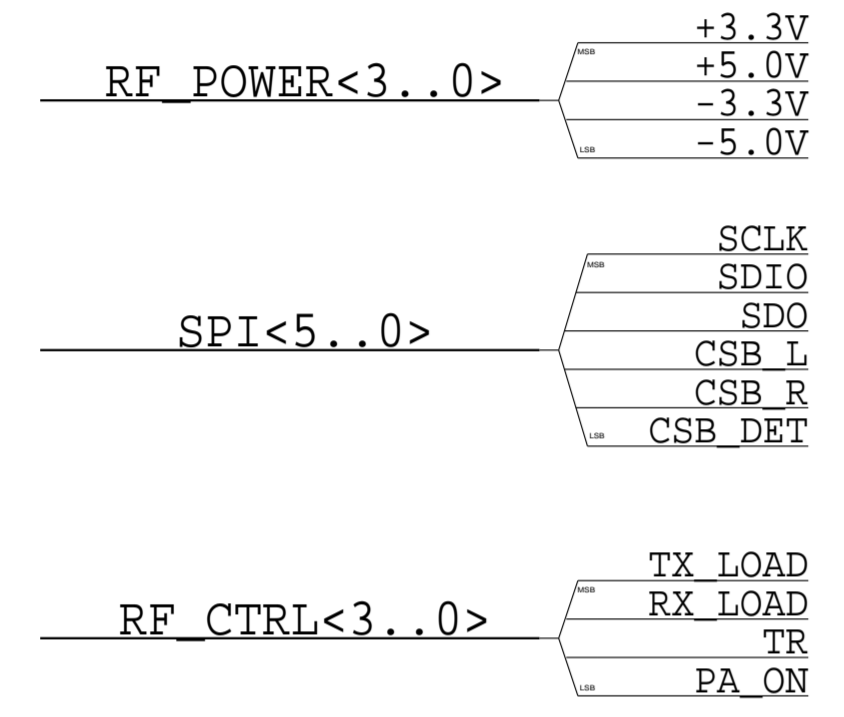 +3.3V
MSB
RF_POWER<3..0>
+5.0V
-3.3V
LSB
-5.0V
SCLK
MSB
SDIO
SDO
SPI<5..0>
CSB_L
CSB_R
LSB
CSB_DET
TX_LOAD
MSB
RX_LOAD
RF_CTRL<3..0>
TR
LSB
PA_ON